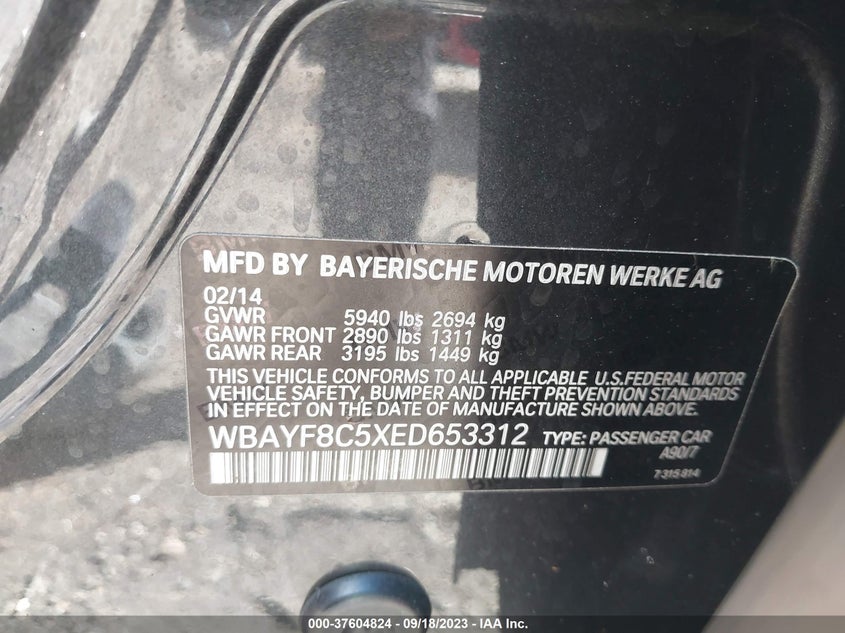 MFD BY BAYERISCHE MOTOREN WERKE AG
02/14
GVWR 5940 lbs 2694 kg
GAWR FRONT 2890 lbs 1311 kg
GAWR REAR 3195 lbs 1449 kg
THIS VEHICLE CONFORMS TO ALL APPLICABLE U.S.FEDERAL MOTOR
VEHICLE SAFETY, BUMPER AND THEFT PREVENTION STANDARDS
IN EFFECT ON THE DATE OF MANUFACTURE SHOWN ABOVE.
WBAYF8C5XED653312 TYPE: PASSENGER CAR
A90/7
7315814
000-37604824 - 09/18/2023 - IAA Inc.